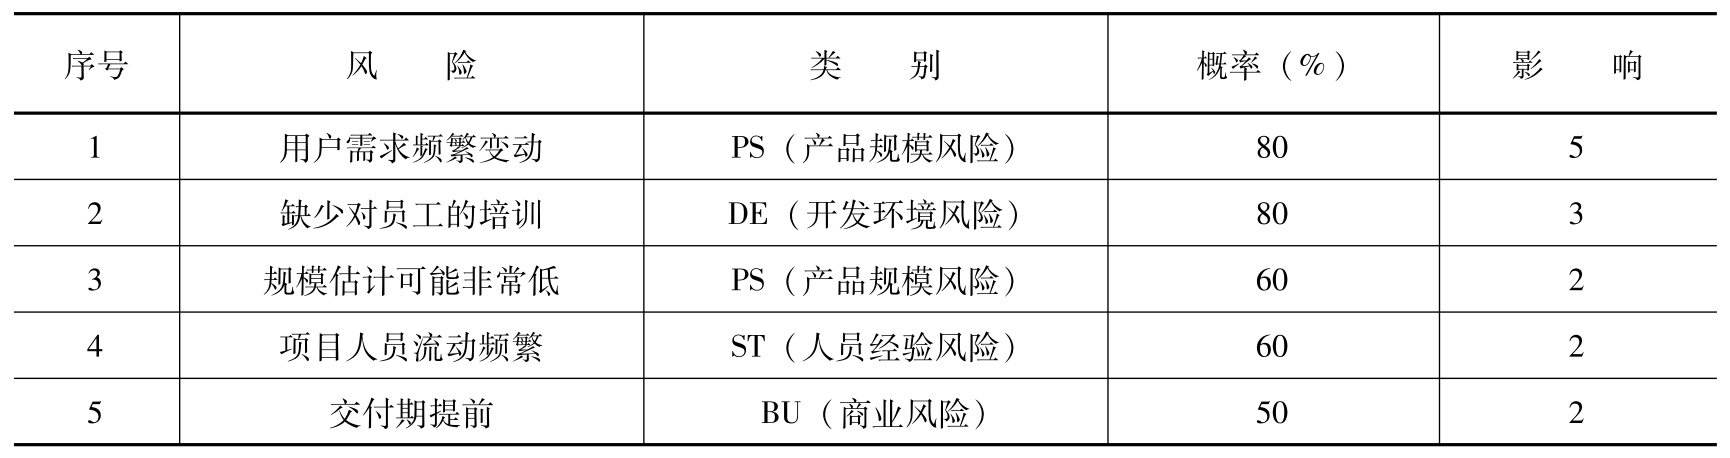 序号 风险 类别 概率（%） 影响
1 用户需求频繁变动 PS（产品规模风险） 80 5
2 缺少对员工的培训 DE（开发环境风险） 80 3
3 规模估计可能非常低 PS（产品规模风险） 60 2
4 项目人员流动频繁 ST（人员经验风险） 60 2
5 交付期提前 BU（商业风险） 50 2